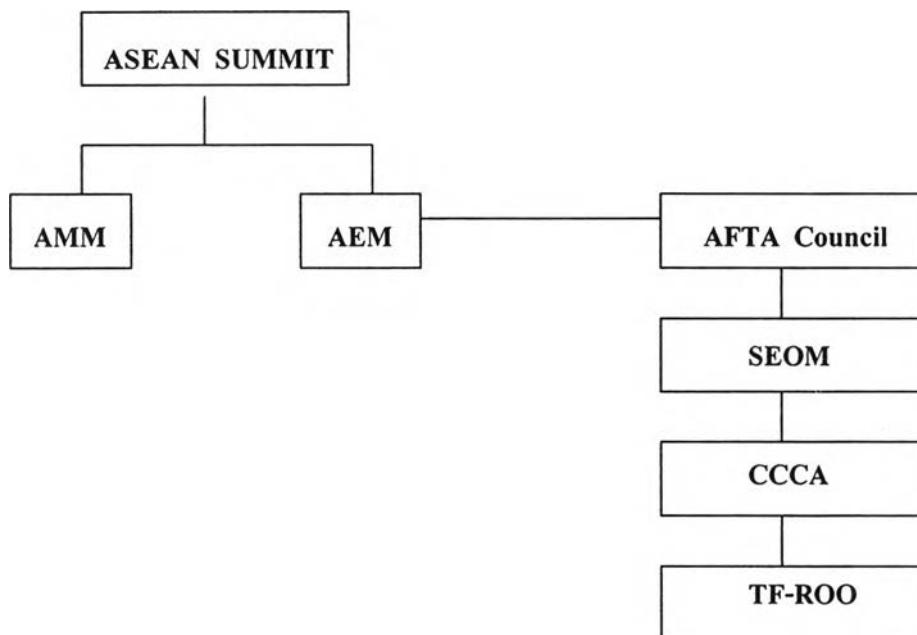 ASEAN SUMMIT
AMM
AEM
AFTA Council
SEOM
CCCA
TF-ROO